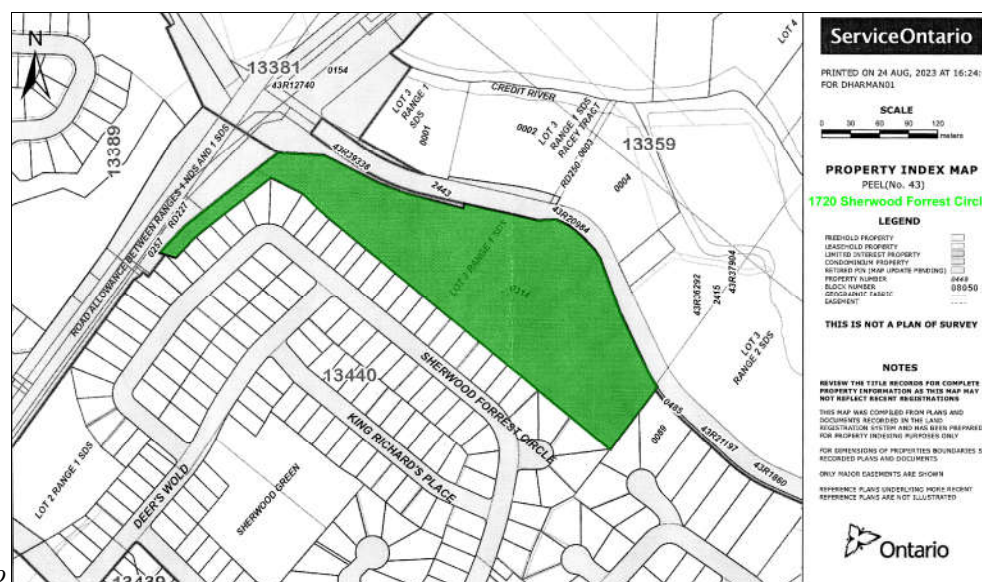 N
13381
0154
43R12740
13389
LOT 3
RANGE 1
SDS
0001
CREDIT RIVER
0002
LOT 3
RANGE 1 SDS
RACEY TRACT
RD250 0003
13359
0004
LOT 4
43R39336
2443
43R20984
ROAD ALLOWANCE BETWEEN RANGES 1 NDS AND 1 SDS
0257
RD227
43R36292
2415
43R37904
LOT 3
RANGE 2 SDS
13440
SHERWOOD FORREST CIRCLE
KING RICHARD'S PLACE
DEER'S WOLD
SHERWOOD GREEN
LOT 2 RANGE 1 SDS
0485
0089
43R21197
43R1860
13439
2
ServiceOntario
PRINTED ON 24 AUG, 2023 AT 16:24:
FOR DHARMAN01
SCALE
0 30 60 90 120
meters
PROPERTY INDEX MAP
PEEL(No. 43)
1720 Sherwood Forrest Circl
LEGEND
FREEHOLD PROPERTY
LEASEHOLD PROPERTY
LIMITED INTEREST PROPERTY
CONDOMINIUM PROPERTY
RETIRED PIN (MAP UPDATE PENDING)
PROPERTY NUMBER 0449
BLOCK NUMBER 08050
GEOGRAPHIC FABRIC
EASEMENT
THIS IS NOT A PLAN OF SURVEY
NOTES
REVIEW THE TITLE RECORDS FOR COMPLETE
PROPERTY INFORMATION AS THIS MAP MAY
NOT REFLECT RECENT REGISTRATIONS
THIS MAP WAS COMPILED FROM PLANS AND
DOCUMENTS RECORDED IN THE LAND
REGISTRATION SYSTEM AND HAS BEEN PREPARED
FOR PROPERTY INDEXING PURPOSES ONLY
FOR DIMENSIONS OF PROPERTIES BOUNDARIES S
RECORDED PLANS AND DOCUMENTS
ONLY MAJOR EASEMENTS ARE SHOWN
REFERENCE PLANS UNDERLYING MORE RECENT
REFERENCE PLANS ARE NOT ILLUSTRATED
Ontario